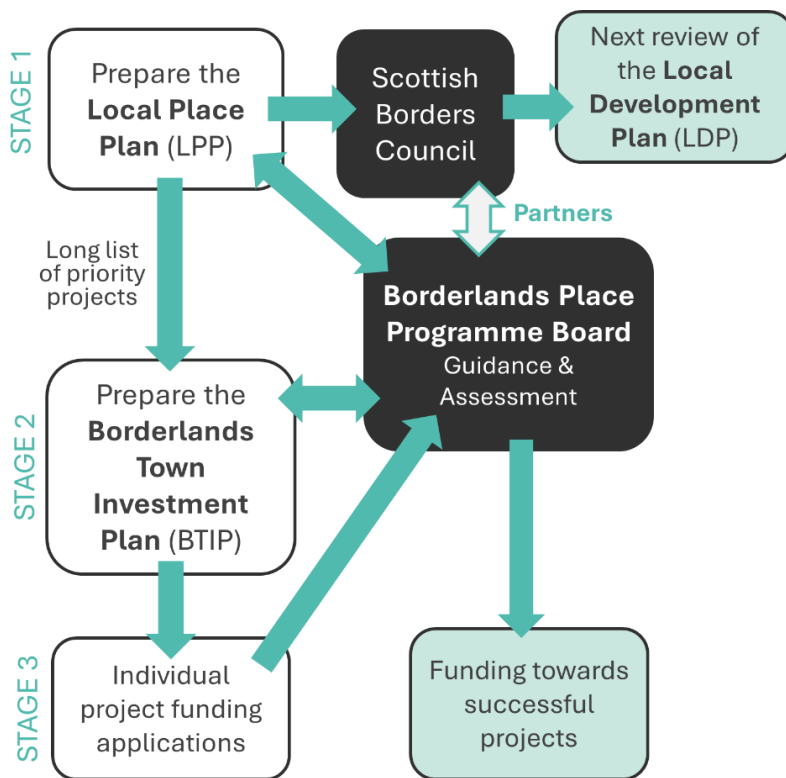 STAGE 1
Prepare the
Local Place
Plan (LPP)
Scottish
Borders
Council
Next review of
the Local
Development
Plan (LDP)
Partners
Long list
of priority
projects
Borderlands Place
Programme Board
Guidance &
Assessment
STAGE 2
Prepare the
Borderlands
Town
Investment
Plan (BTIP)
STAGE 3
Individual
project funding
applications
Funding towards
successful
projects